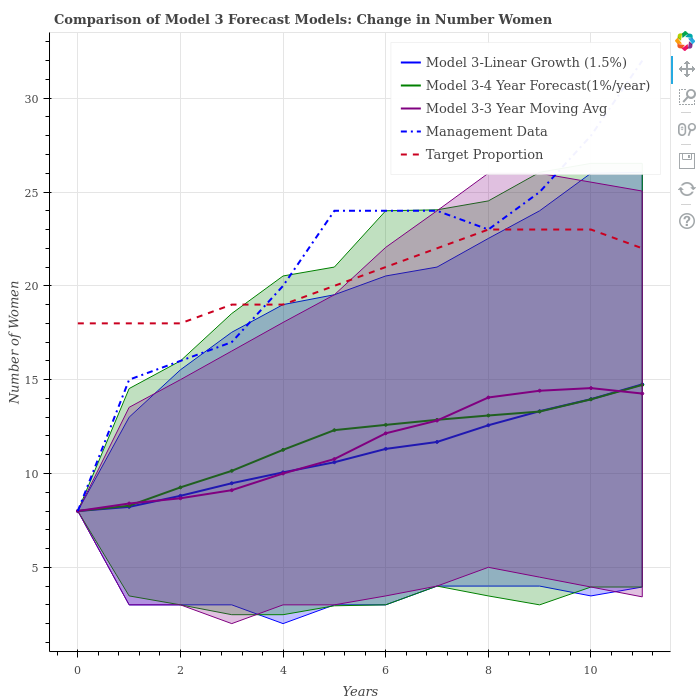 Comparison of Model 3 Forecast Models: Change in Number Women
Model 3-Linear Growth (1.5%)
Model 3-4 Year Forecast(1%/year)
Model 3-3 Year Moving Avg
Management Data
Target Proportion
30
25
20
15
10
5
Number of Women
0 2 4 6 8 10
Years